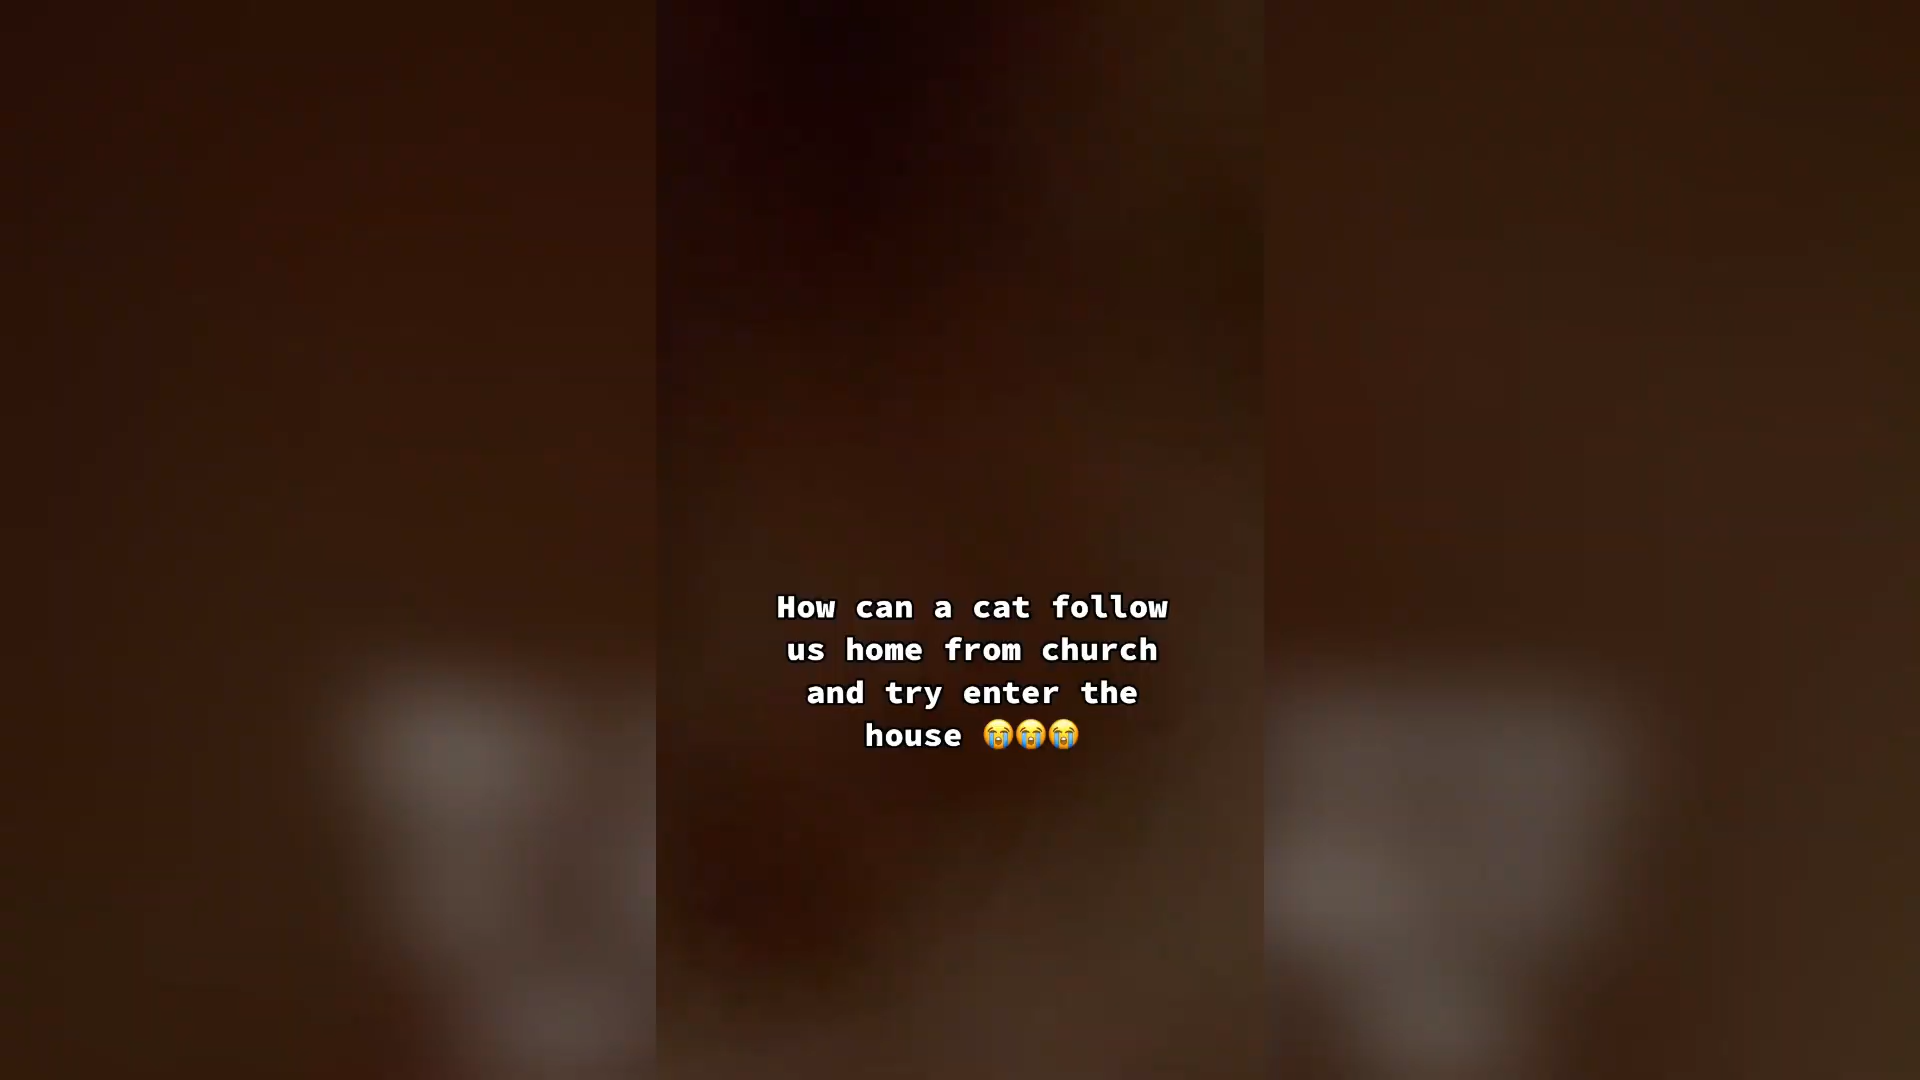 How can a cat follow
us home from church
and try enter the
house 😭😭😭